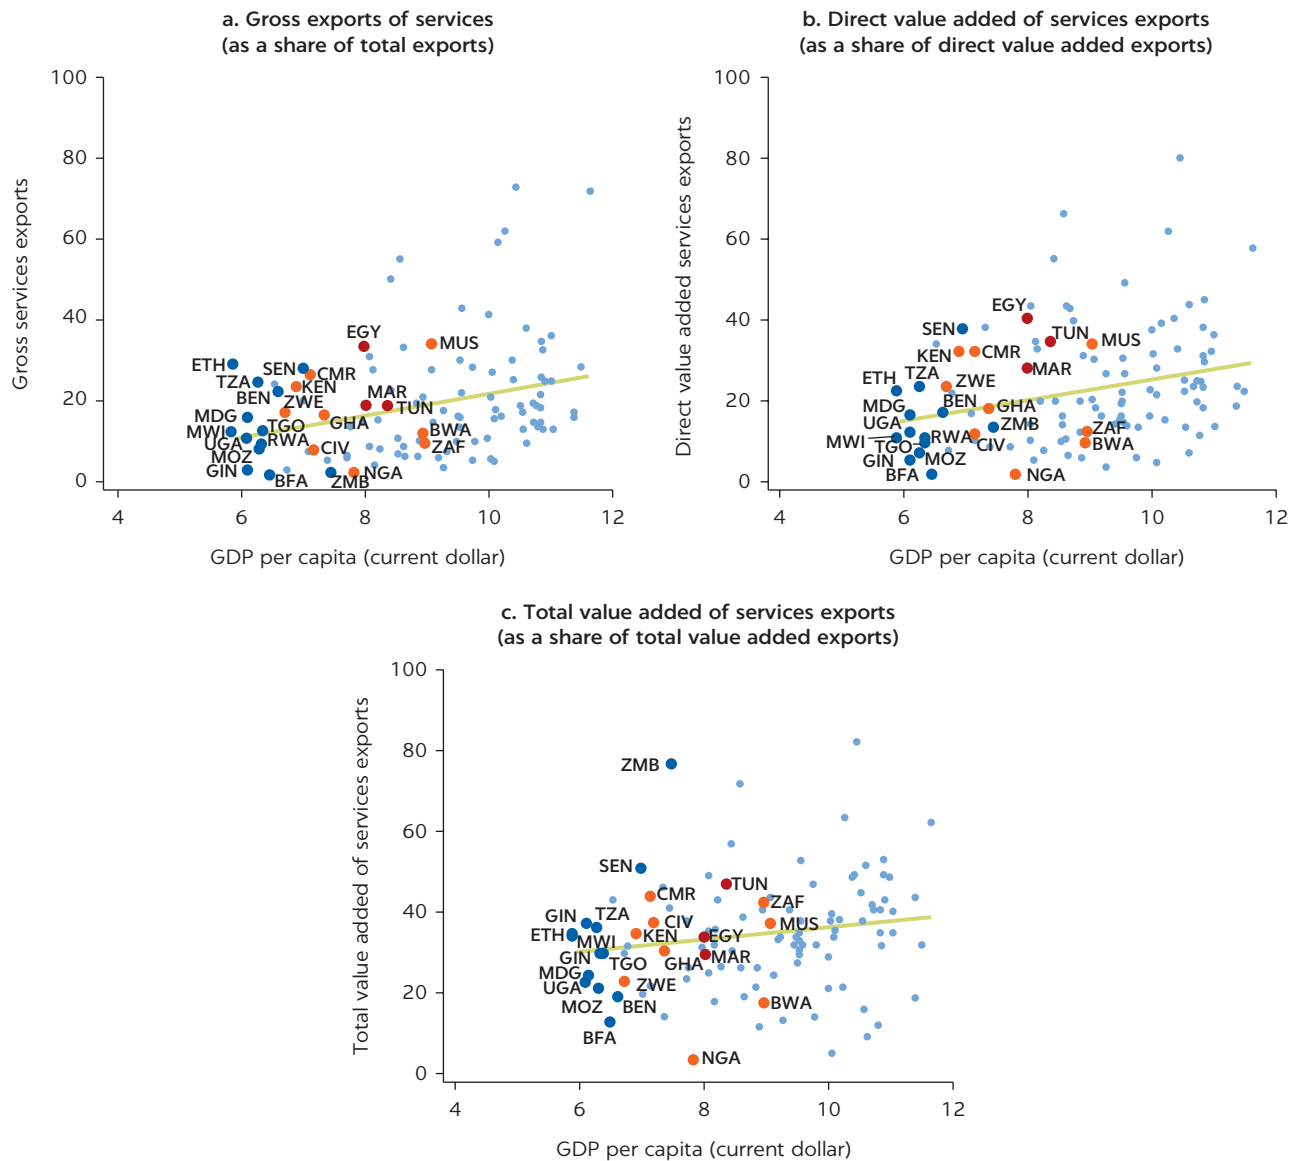 a. Gross exports of services
(as a share of total exports)
100
80
60
40
20
0
Gross services exports
EGY
MUS
ETH
SEN
CMR
TZA
KEN
BEN
MAR
ZWE
TUN
MDG
GHA
TGO
BWA
MWI
RWA
UGA
CIV
ZAF
MOZ
GIN
BFA
ZMB
NGA
4
6
8
10
12
GDP per capita (current dollar)
b. Direct value added of services exports
(as a share of direct value added exports)
100
80
60
40
20
0
Direct value added services exports
EGY
SEN
TUN
MUS
KEN
CMR
MAR
ETH
TZA
ZWE
BEN
MDG
GHA
UGA
ZMB
ZAF
MWI
RWA
TGO
CIV
BWA
GIN
MOZ
BFA
NGA
4
6
8
10
12
GDP per capita (current dollar)
c. Total value added of services exports
(as a share of total value added exports)
100
80
60
40
20
0
Total value added of services exports
ZMB
SEN
TUN
CMR
ZAF
GIN
TZA
CIV
MUS
ETH
MWI
KEN
EGY
GIN
TGO
GHA
MAR
MDG
UGA
ZWE
MOZ
BEN
BWA
BFA
NGA
4
6
8
10
12
GDP per capita (current dollar)